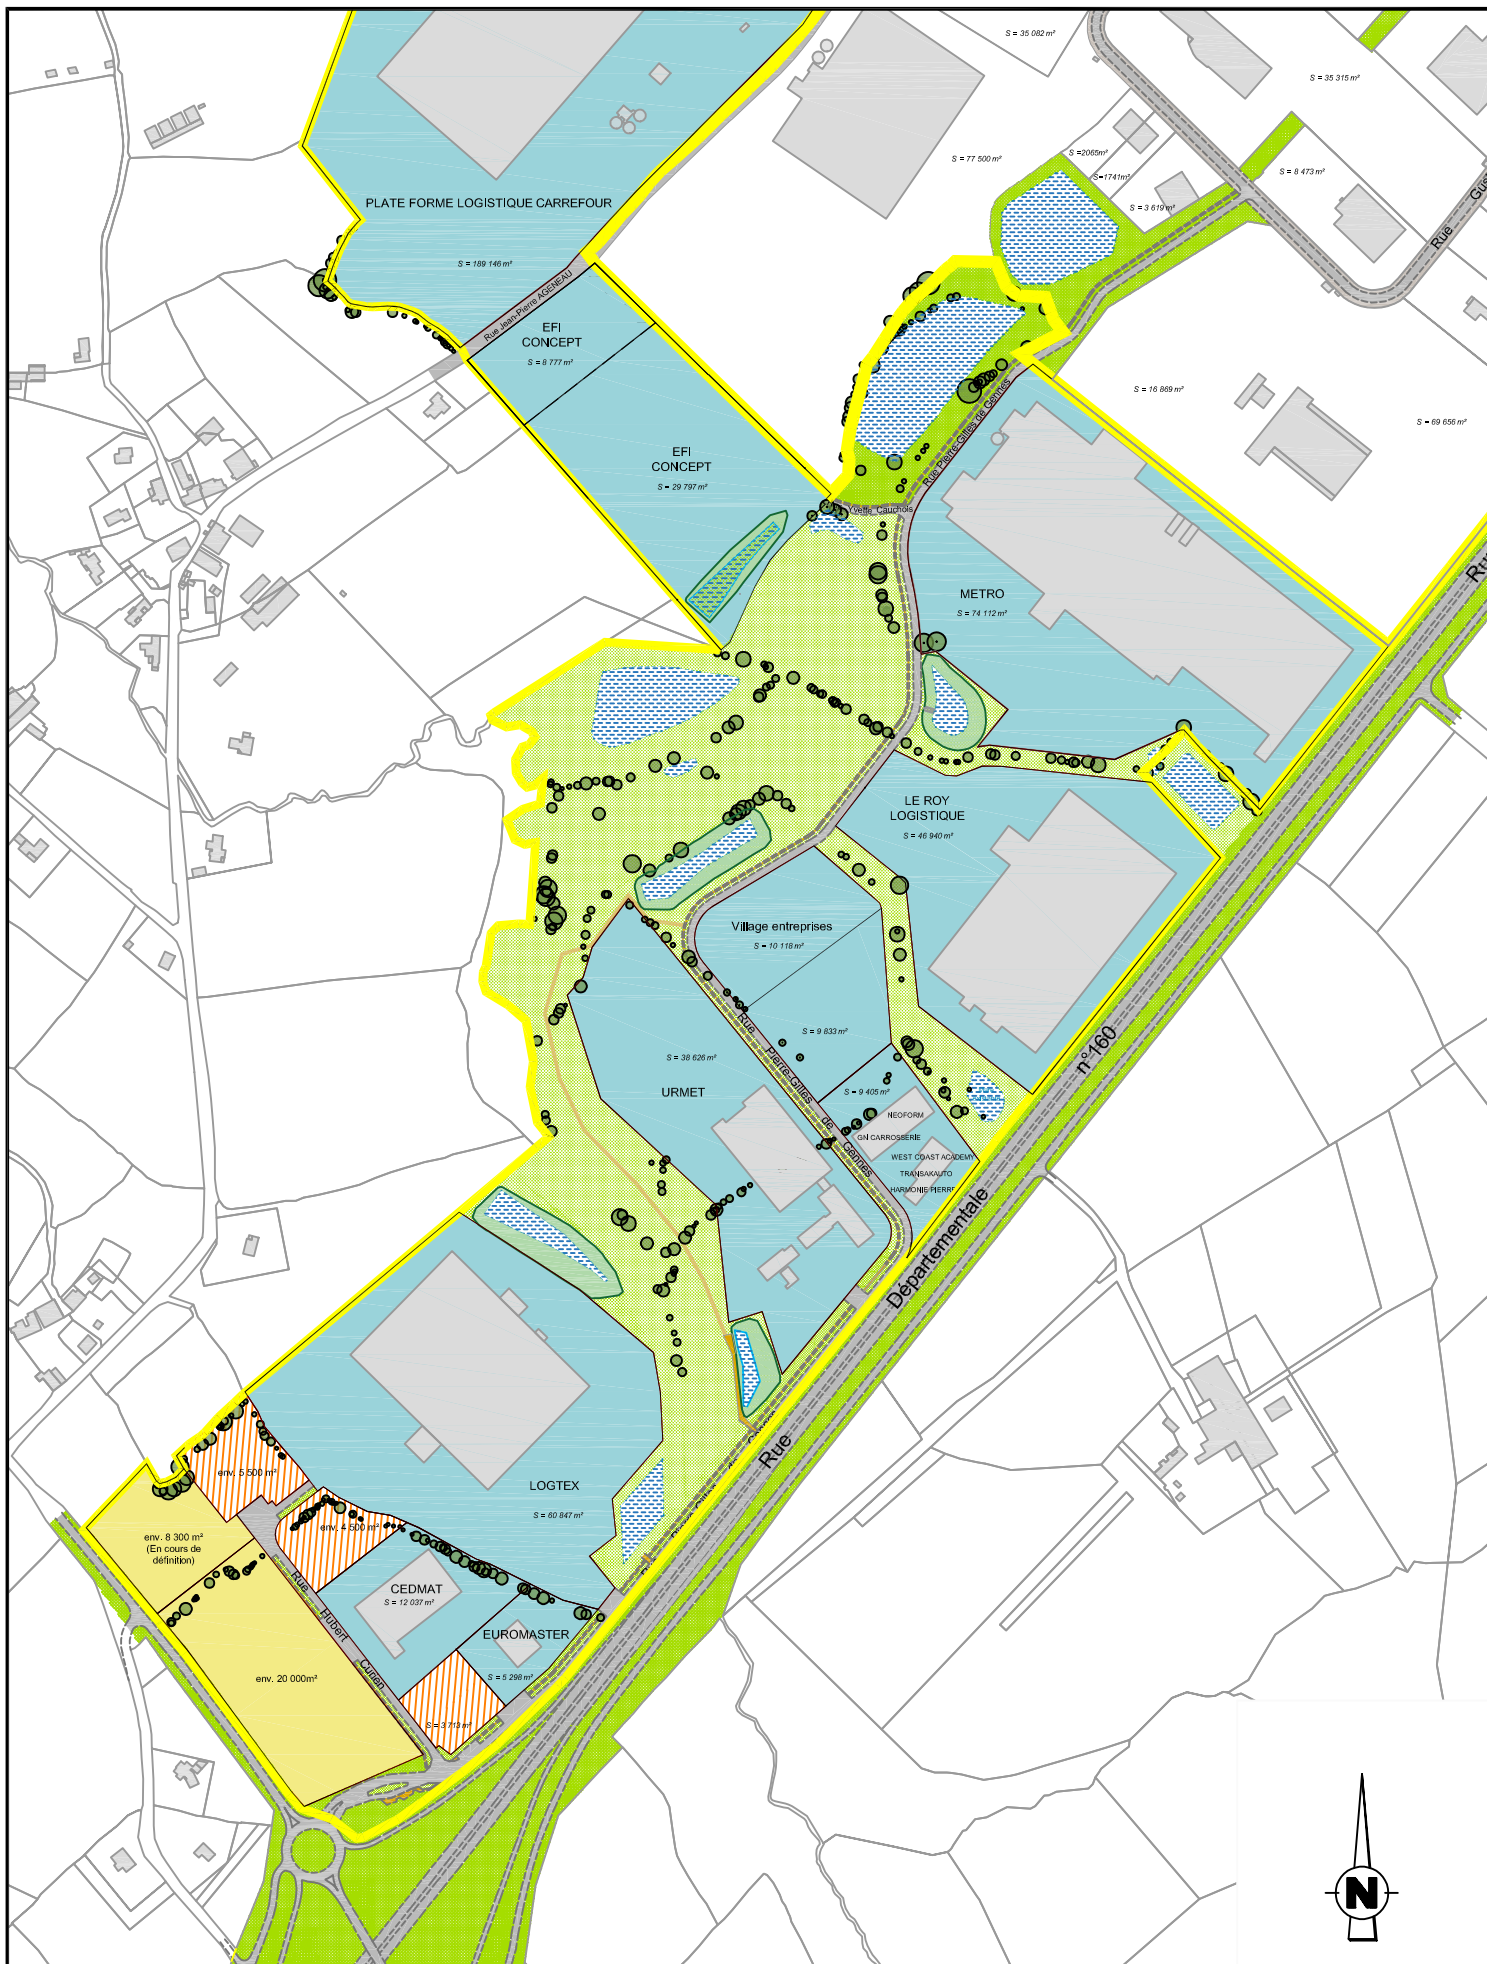 S = 35 082 m²
S = 35 315 m²
S = 77 500 m²
S =2065m²
S=1741m²
S = 8 473 m²
S = 3 619 m²
Rue
PLATE FORME LOGISTIQUE CARREFOUR
S = 189 146 m²
Rue Jean-Pierre AGENEAU
EFI
CONCEPT
S = 8 777 m²
S = 16 869 m²
S = 69 656 m²
EFI
CONCEPT
S = 29 797 m²
Rue Pierre-Gilles de Gennes
Yvette Cauchois
METRO
S = 74 112 m²
LE ROY
LOGISTIQUE
S = 46 940 m²
Village entreprises
S = 10 118 m²
S = 9 833 m²
S = 38 626 m²
URMET
Rue Pierre-Gilles de Gennes
S = 9 405 m²
NEOFORM
GN CARROSSERIE
WEST COAST ACADEMY
TRANSAKAUTO
HARMONIE PIERRE
Rue Départementale n°160
LOGTEX
S = 60 847 m²
env. 5 500 m²
env. 4 500 m²
env. 8 300 m²
(En cours de
définition)
CEDMAT
S = 12 037 m²
Rue Hubert Curien
EUROMASTER
S = 5 298 m²
env. 20 000m²
S = 3 713 m²
N